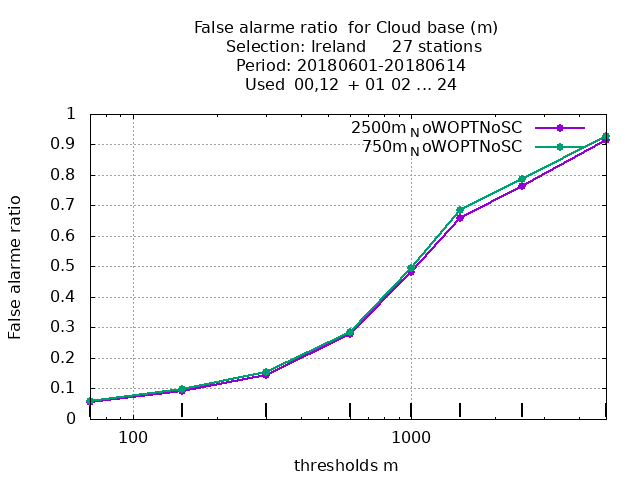 False alarme ratio  for Cloud base (m)
Selection: Ireland     27 stations
Period: 20180601-20180614
Used  00,12  + 01 02 ... 24
2500m_NoWOPTNoSC
750m_NoWOPTNoSC
1
0.9
0.8
0.7
0.6
0.5
0.4
0.3
0.2
0.1
0
False alarme ratio
100 1000
thresholds m